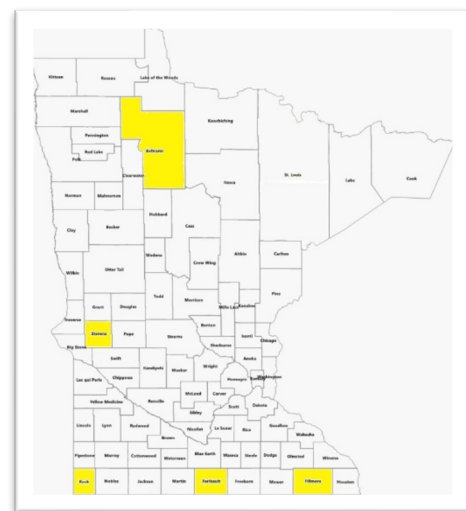 Kittson
Roseau
Lake of the Woods
Marshall
Koochiching
Pennington
Beltrami
Red Lake
Polk
Clearwater
St. Louis
Lake
Cook
Itasca
Norman
Mahnomen
Hubbard
Cass
Clay
Becker
Wadena
Crow Wing
Aitkin
Carlton
Wilkin
Otter Tail
Pine
Todd
Morrison
Mille Lacs
Kanabec
Grant
Douglas
Traverse
Benton
Stevens
Pope
Stearns
Isanti
Chisago
Big Stone
Sherburne
Swift
Anoka
Kandiyohi
Meeker
Wright
Hennepin
Washington
Lac qui Parle
Chippewa
McLeod
Carver
Yellow Medicine
Renville
Scott
Dakota
Sibley
Lincoln
Lyon
Redwood
Nicollet
Le Sueur
Rice
Goodhue
Wabasha
Brown
Pipestone
Murray
Cottonwood
Watonwan
Blue Earth
Waseca
Steele
Dodge
Olmsted
Winona
Rock
Nobles
Jackson
Martin
Faribault
Freeborn
Mower
Fillmore
Houston